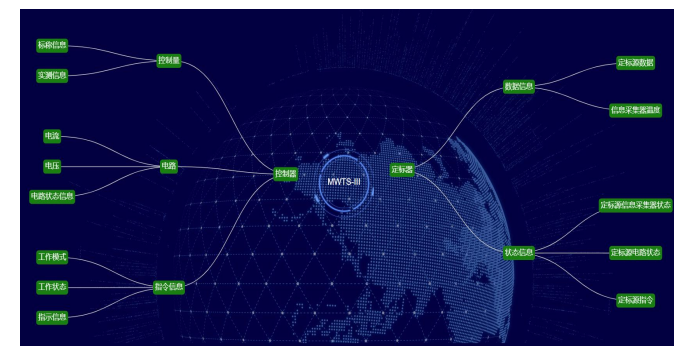 标称信息
实测信息
控制量
电流
电压
电路状态信息
电路
工作模式
工作状态
指示信息
指令信息
控制器
MWTS-III
定标器
数据信息
定标源数据
信息采集器温度
状态信息
定标源信息采集器状态
定标源电路状态
定标源指令